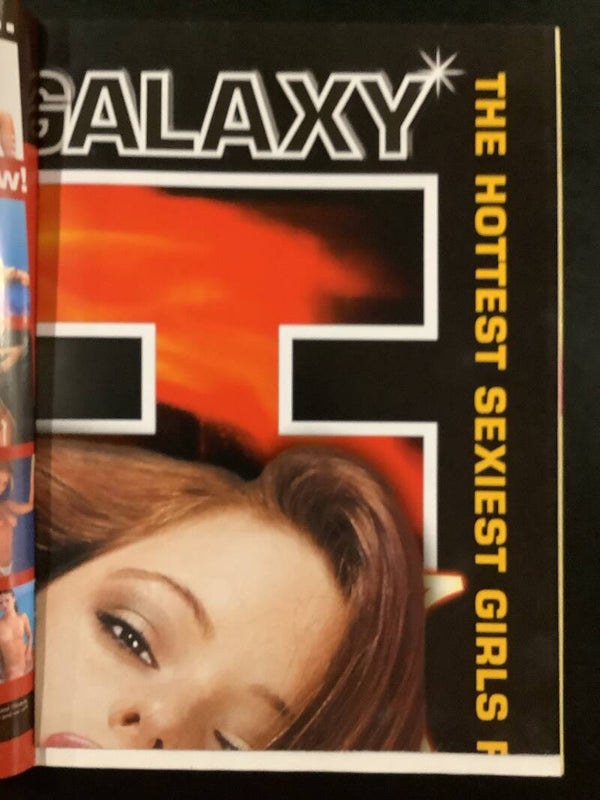 w!
GALAXY
THE HOTTEST SEXIEST GIRLS F